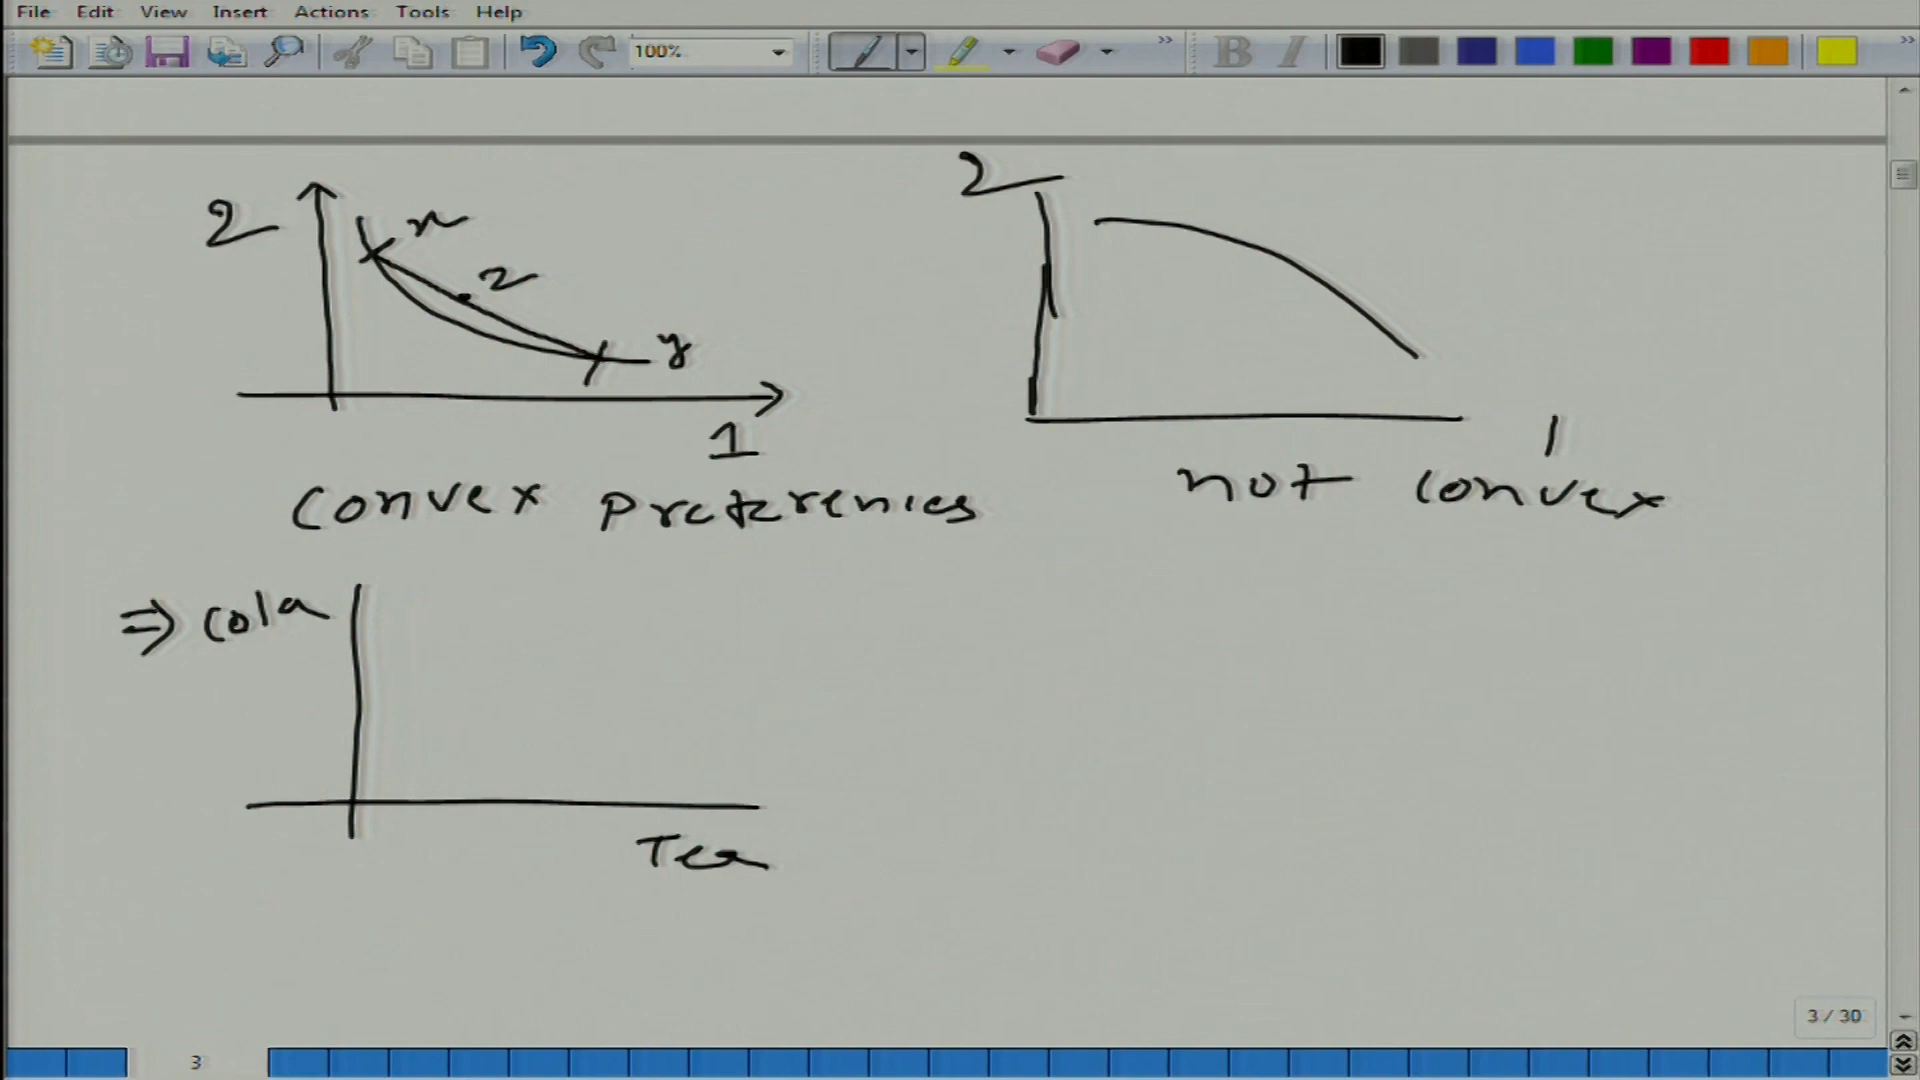 File Edit View Insert Actions Tools Help
100%
B I
2 x z y 1
2 1
convex preferences
not convex
⇒ cola
Tea
3 / 30
3